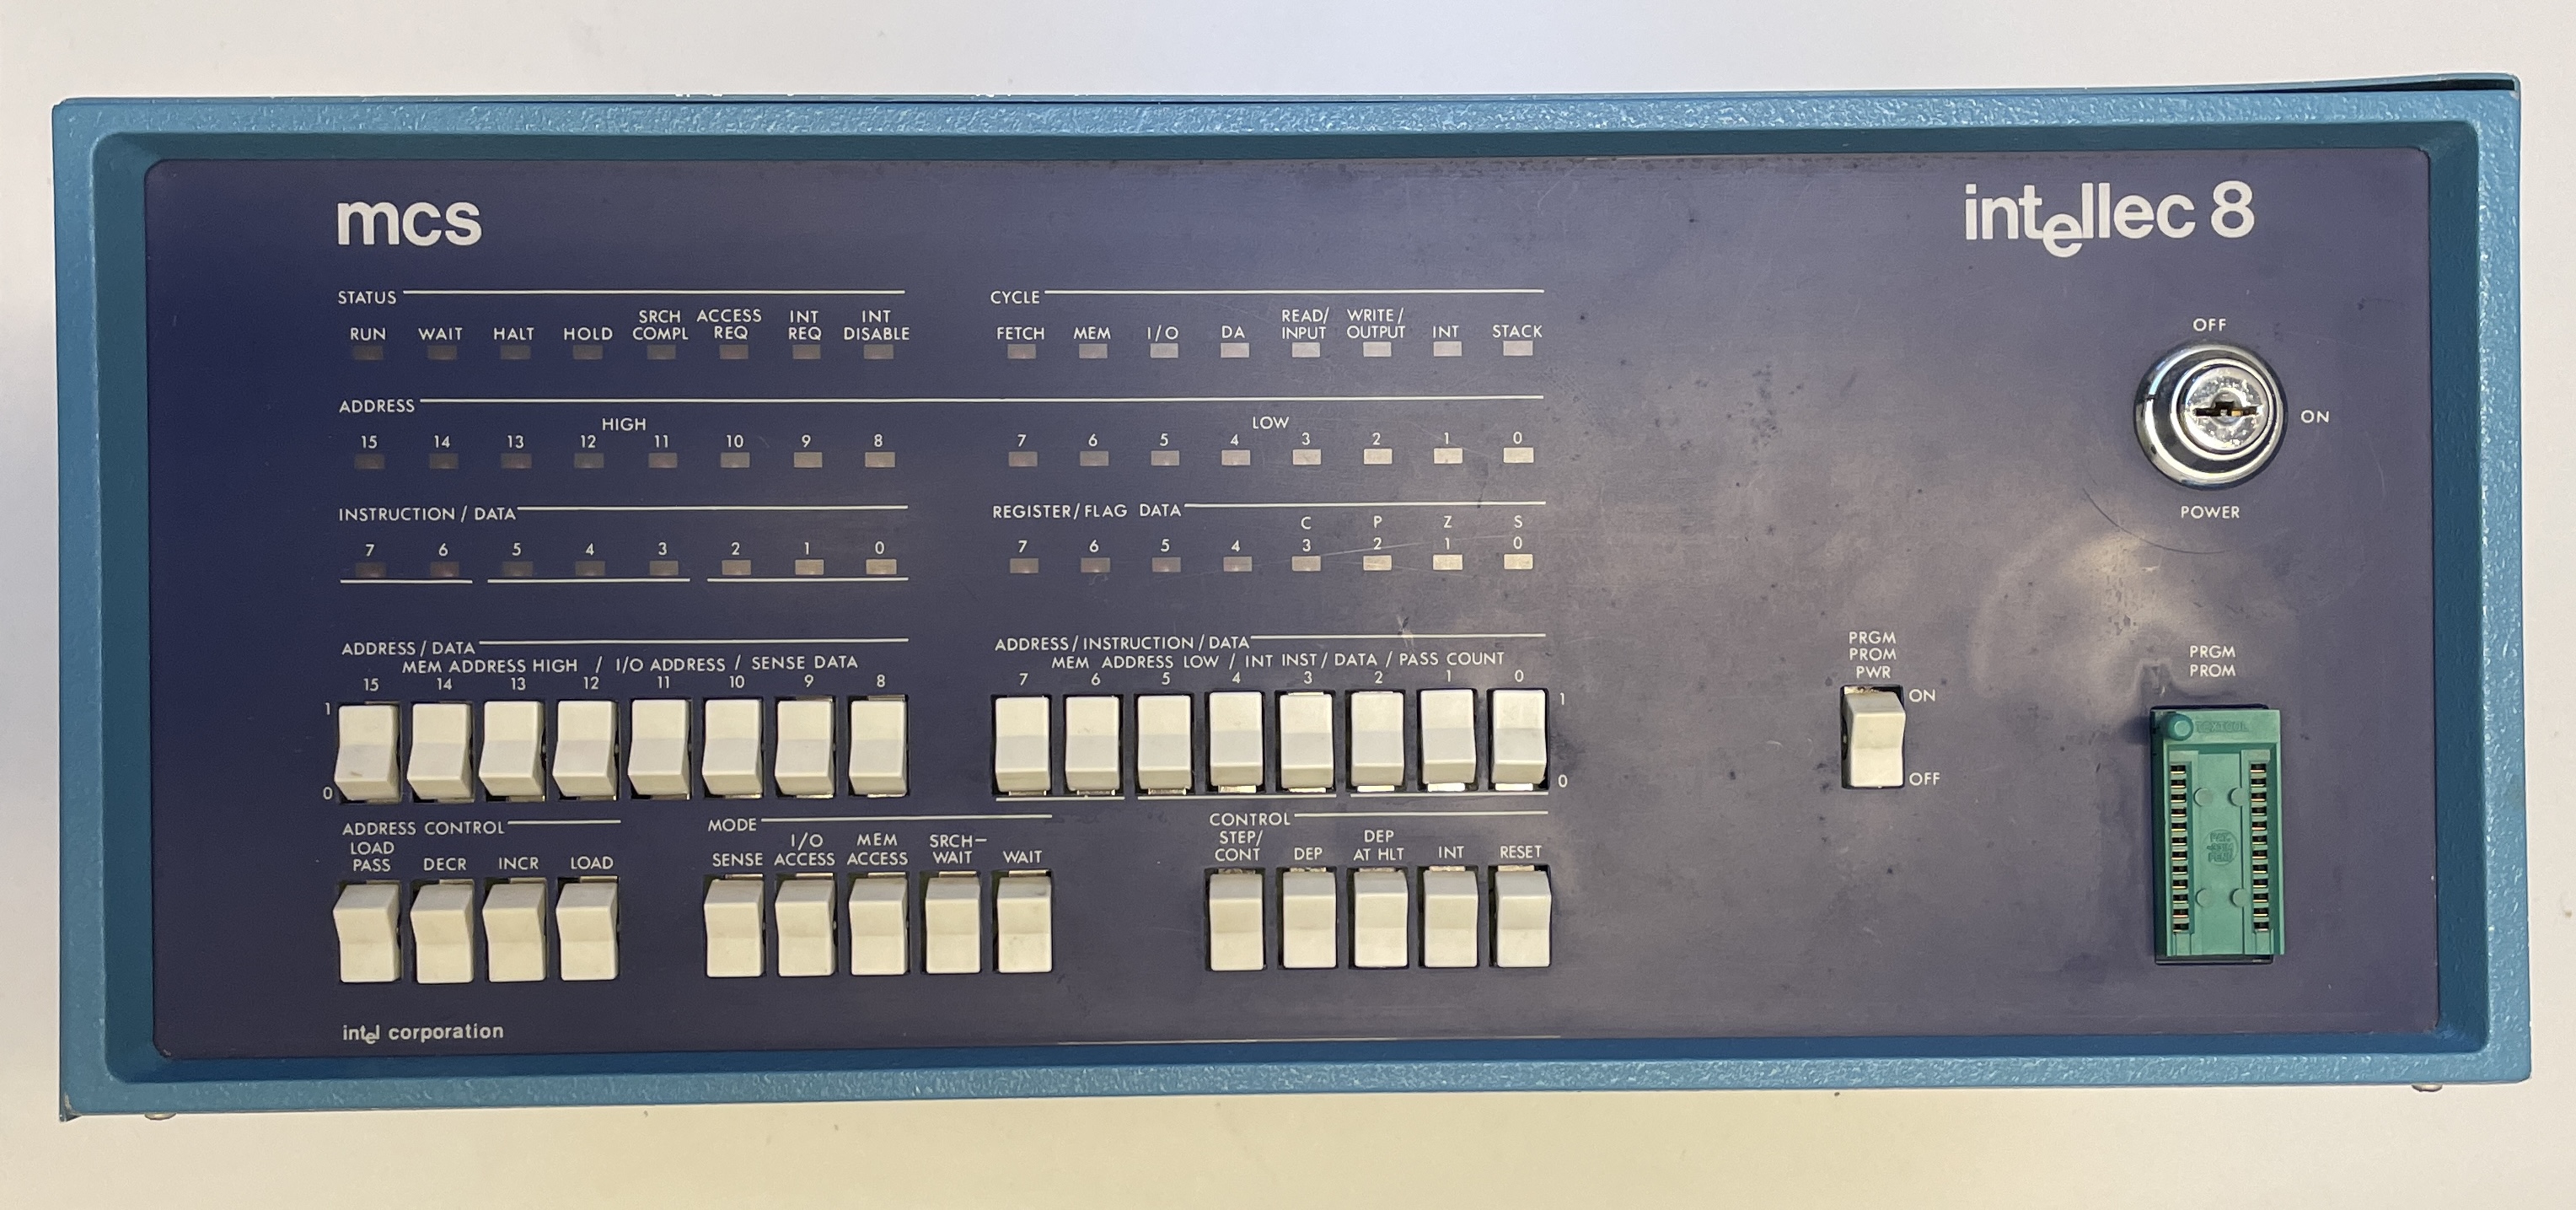 mcs
intellec 8
STATUS
CYCLE
RUN WAIT HALT HOLD SRCH COMPL ACCESS REQ INT REQ INT DISABLE
FETCH MEM I/O DA READ/ INPUT WRITE/ OUTPUT INT STACK
OFF
ON
POWER
ADDRESS
HIGH
LOW
15 14 13 12 11 10 9 8
7 6 5 4 3 2 1 0
INSTRUCTION / DATA
REGISTER/FLAG DATA
C P Z S
7 6 5 4 3 2 1 0
7 6 5 4 3 2 1 0
ADDRESS / DATA
MEM ADDRESS HIGH / I/O ADDRESS / SENSE DATA
15 14 13 12 11 10 9 8
ADDRESS / INSTRUCTION / DATA
MEM ADDRESS LOW / INT INST / DATA / PASS COUNT
7 6 5 4 3 2 1 0
1
0
1
0
PRGM
PROM
PWR
ON
OFF
PRGM
PROM
TEXTOOL
ADDRESS CONTROL
LOAD PASS DECR INCR LOAD
MODE
SENSE I/O ACCESS MEM ACCESS SRCH– WAIT WAIT
CONTROL
STEP/ CONT DEP DEP AT HLT INT RESET
intel corporation